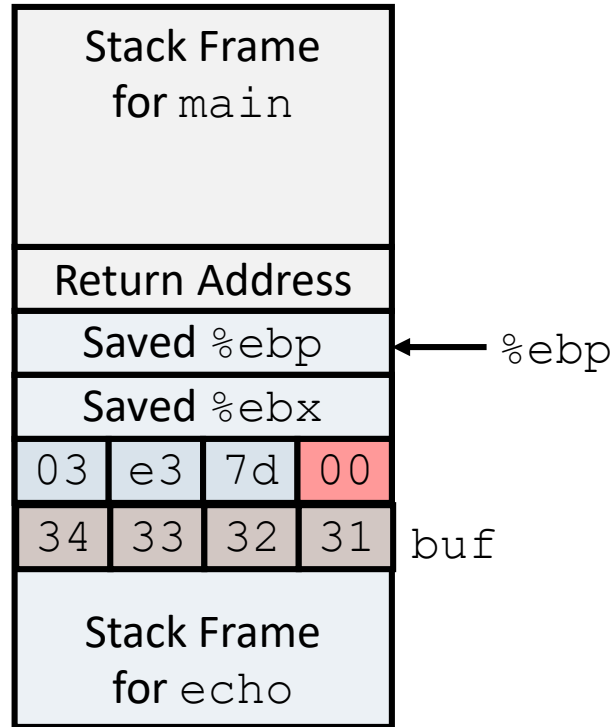 Stack Frame
for main
Return Address
Saved %ebp
%ebp
Saved %ebx
03 e3 7d 00
34 33 32 31 buf
Stack Frame
for echo